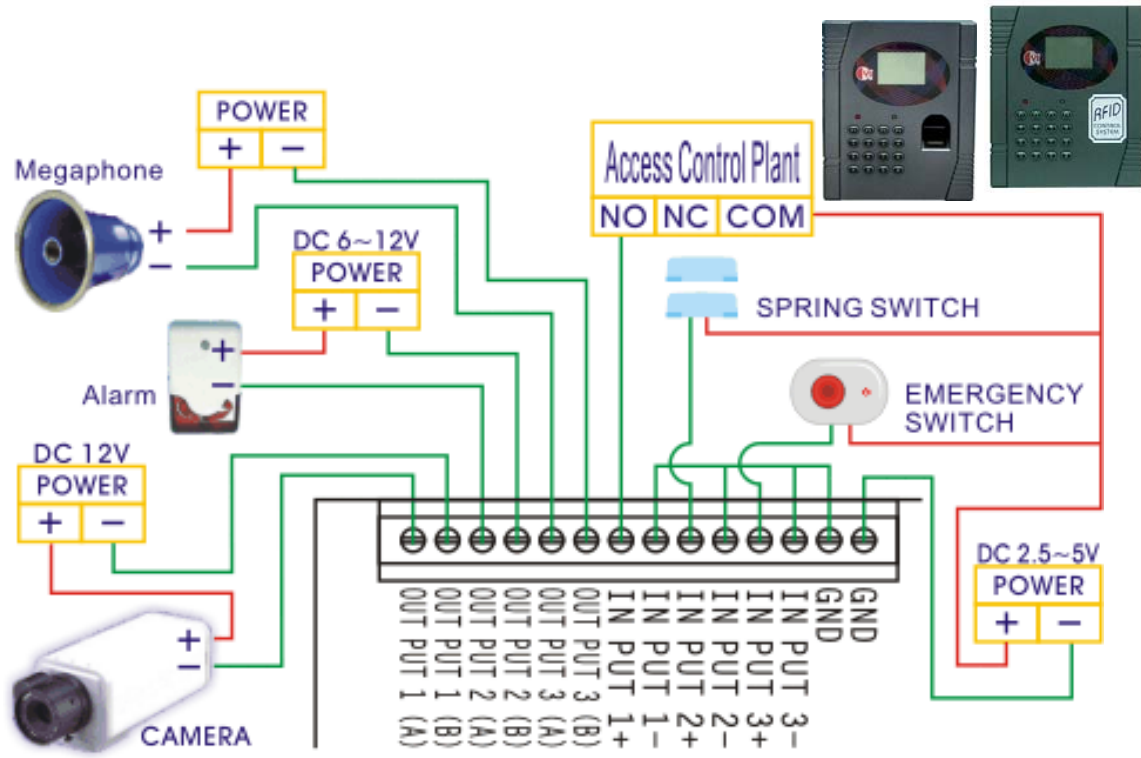 POWER
+ −
Megaphone
+
−
DC 6~12V
POWER
+ −
Alarm
+
−
DC 12V
POWER
+ −
+
−
CAMERA
Access Control Plant
NO NC COM
RFID
CONTROL
SYSTEM
SPRING SWITCH
EMERGENCY
SWITCH
DC 2.5~5V
POWER
+ −
OUT PUT 1 (A)
OUT PUT 1 (B)
OUT PUT 2 (A)
OUT PUT 2 (B)
OUT PUT 3 (A)
OUT PUT 3 (B)
IN PUT 1+
IN PUT 1-
IN PUT 2+
IN PUT 2-
IN PUT 3+
IN PUT 3-
GND
GND